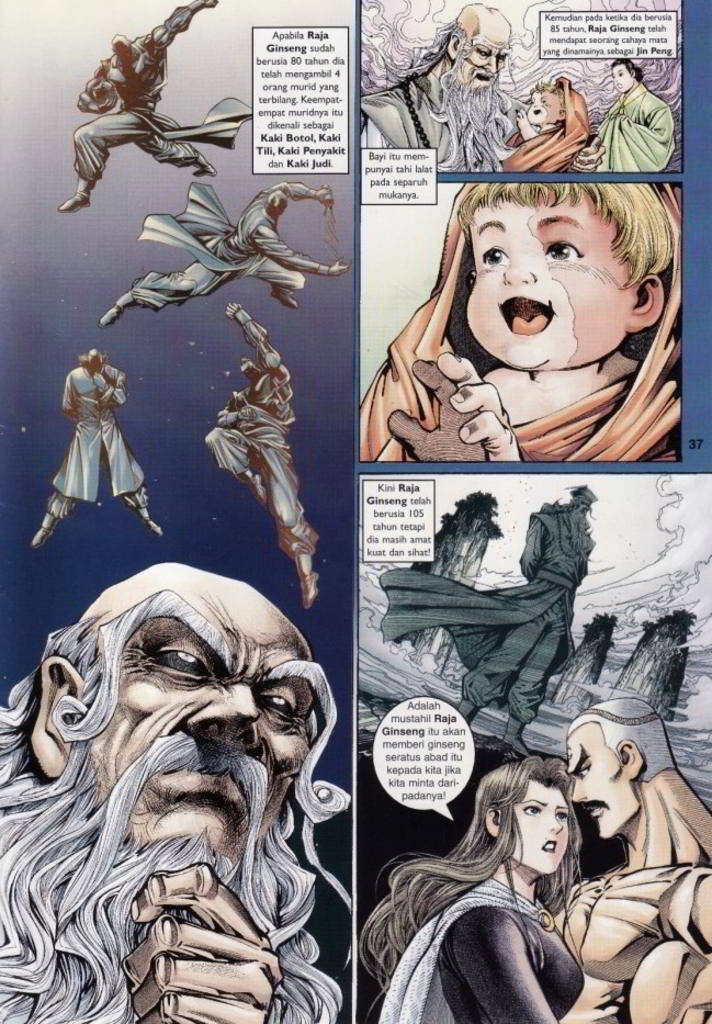 Apabila Raja
Ginseng sudah
berusia 80 tahun dia
telah mengambil 4
orang murid yang
terbilang. Keempat-
empat muridnya itu
dikenali sebagai
Kaki Botol, Kaki
Tili, Kaki Penyakit
dan Kaki Judi.
Kemudian pada ketika dia berusia
85 tahun, Raja Ginseng telah
mendapat seorang cahaya mata
yang dinamainya sebagai Jin Peng.
Bayi itu mem-
punyai tahi lalat
pada separuh
mukanya.
37
Kini Raja
Ginseng telah
berusia 105
tahun tetapi
dia masih amat
kuat dan sihat!
Adalah
mustahil Raja
Ginseng itu akan
memberi ginseng
seratus abad itu
kepada kita jika
kita minta dari-
padanya!